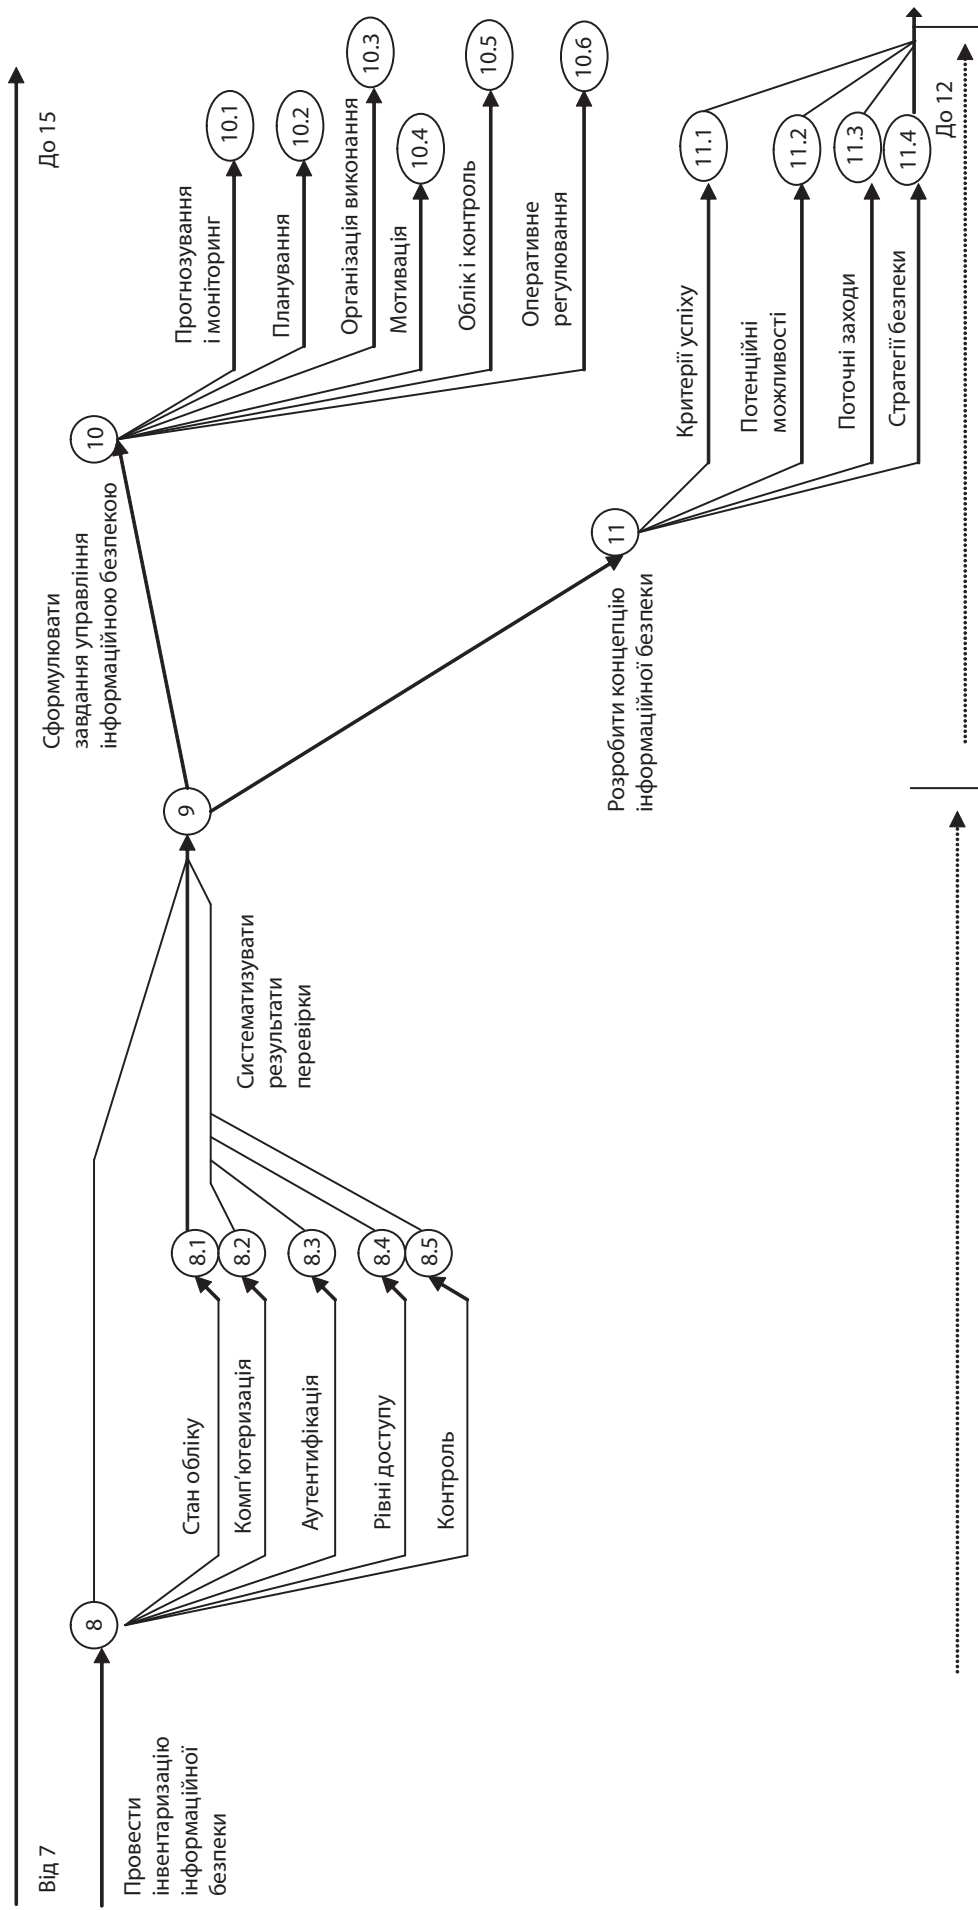 Від 7
До 15
Провести
інвентаризацію
інформаційної
безпеки
8
Стан обліку
8.1
Комп'ютеризація
8.2
Аутентифікація
8.3
Рівні доступу
8.4
Контроль
8.5
Систематизувати
результати
перевірки
9
Сформулювати
завдання управління
інформаційною безпекою
10
Прогнозування
і моніторинг
10.1
Планування
10.2
Організація виконання
10.3
Мотивація
10.4
Облік і контроль
10.5
Оперативне
регулювання
10.6
Розробити концепцію
інформаційної безпеки
11
Критерії успіху
11.1
Потенційні
можливості
11.2
Поточні заходи
11.3
Стратегії безпеки
11.4
До 12